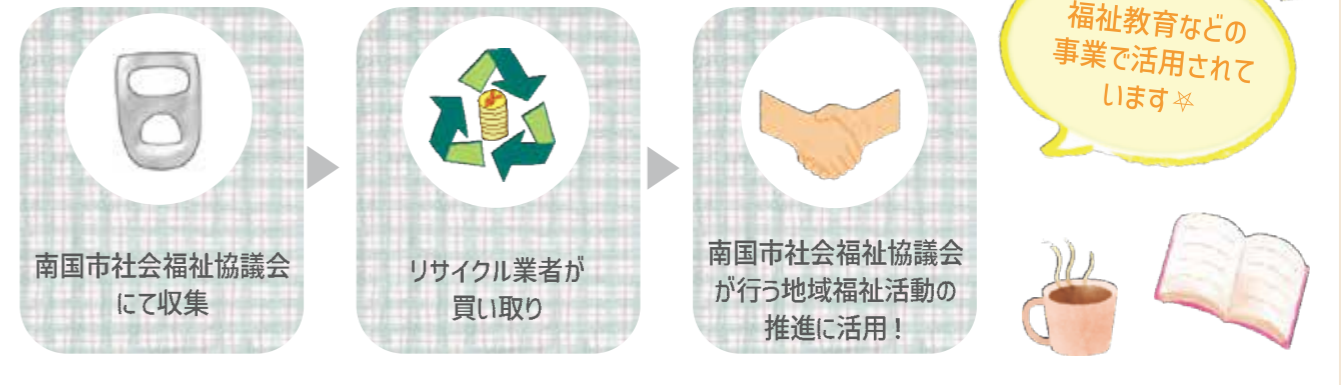 南国市社会福祉協議会
にて収集
リサイクル業者が
買い取り
南国市社会福祉協議会
が行う地域福祉活動の
推進に活用！
福祉教育などの
事業で活用されて
います☆